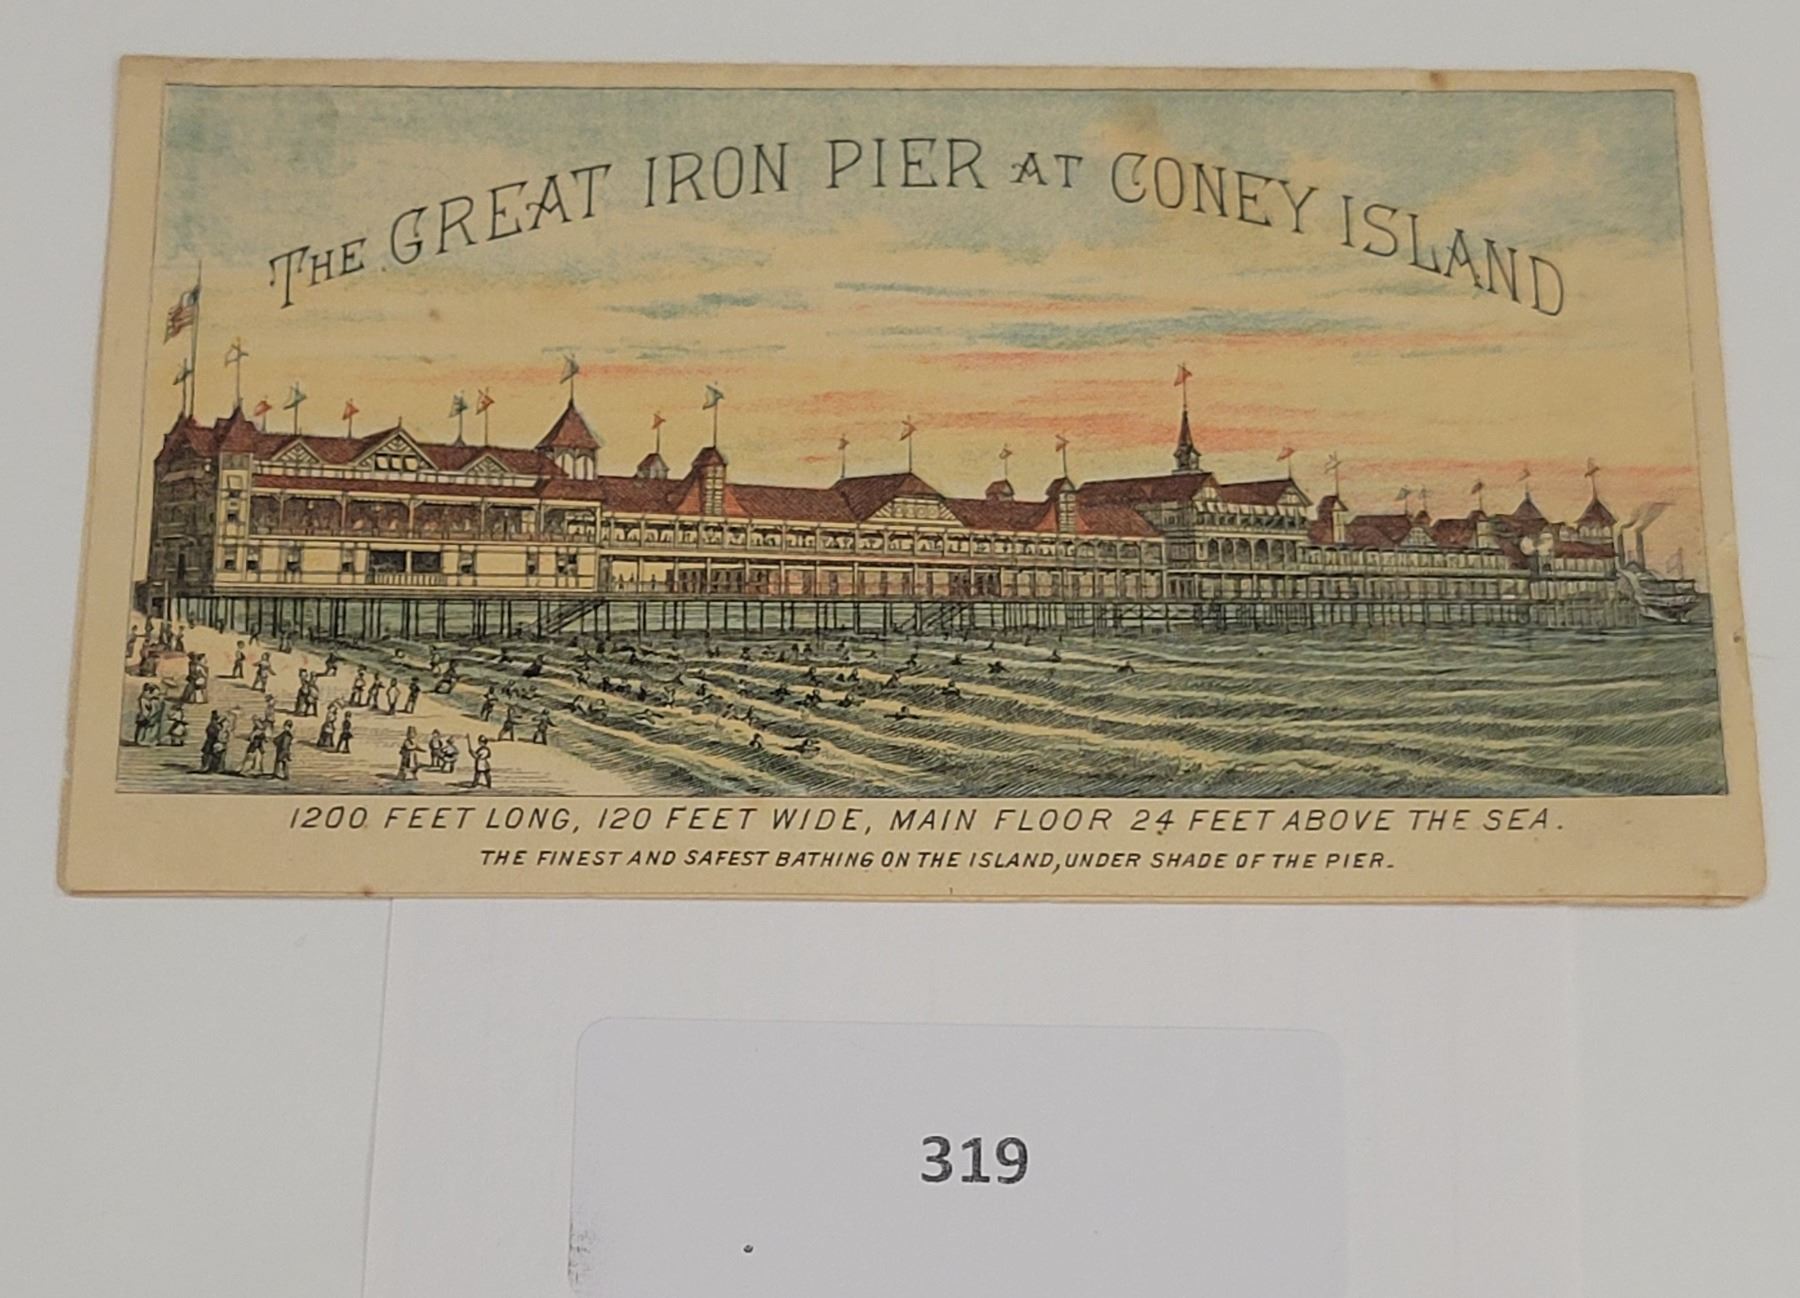 THE GREAT IRON PIER AT CONEY ISLAND
1200 FEET LONG, 120 FEET WIDE, MAIN FLOOR 24 FEET ABOVE THE SEA.
THE FINEST AND SAFEST BATHING ON THE ISLAND, UNDER SHADE OF THE PIER.
319